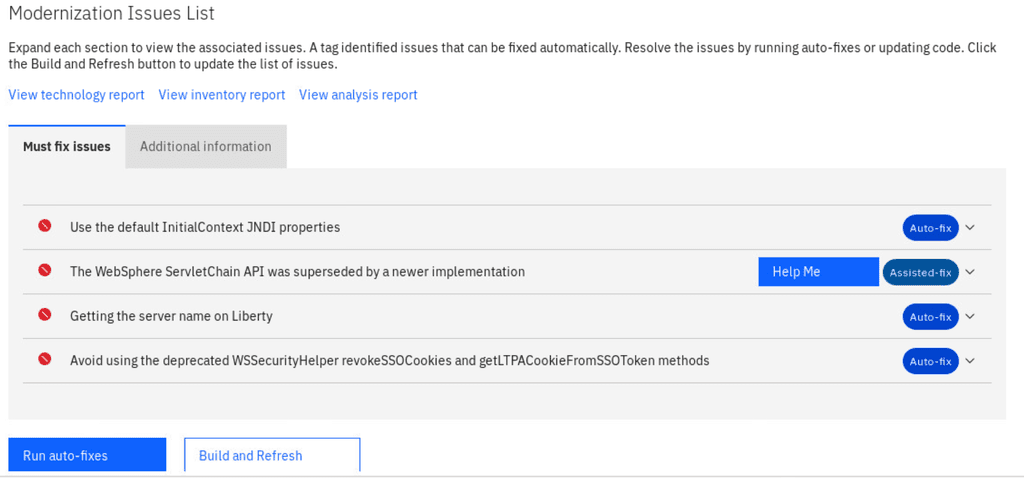 Modernization Issues List
Expand each section to view the associated issues. A tag identified issues that can be fixed automatically. Resolve the issues by running auto-fixes or updating code. Click
the Build and Refresh button to update the list of issues.
View technology report View inventory report View analysis report
Must fix issues Additional information
Use the default InitialContext JNDI properties Auto-fix
The WebSphere ServletChain API was superseded by a newer implementation Help Me Assisted-fix
Getting the server name on Liberty Auto-fix
Avoid using the deprecated WSSecurityHelper revokeSSOCookies and getLTPACookieFromSSOToken methods Auto-fix
Run auto-fixes Build and Refresh